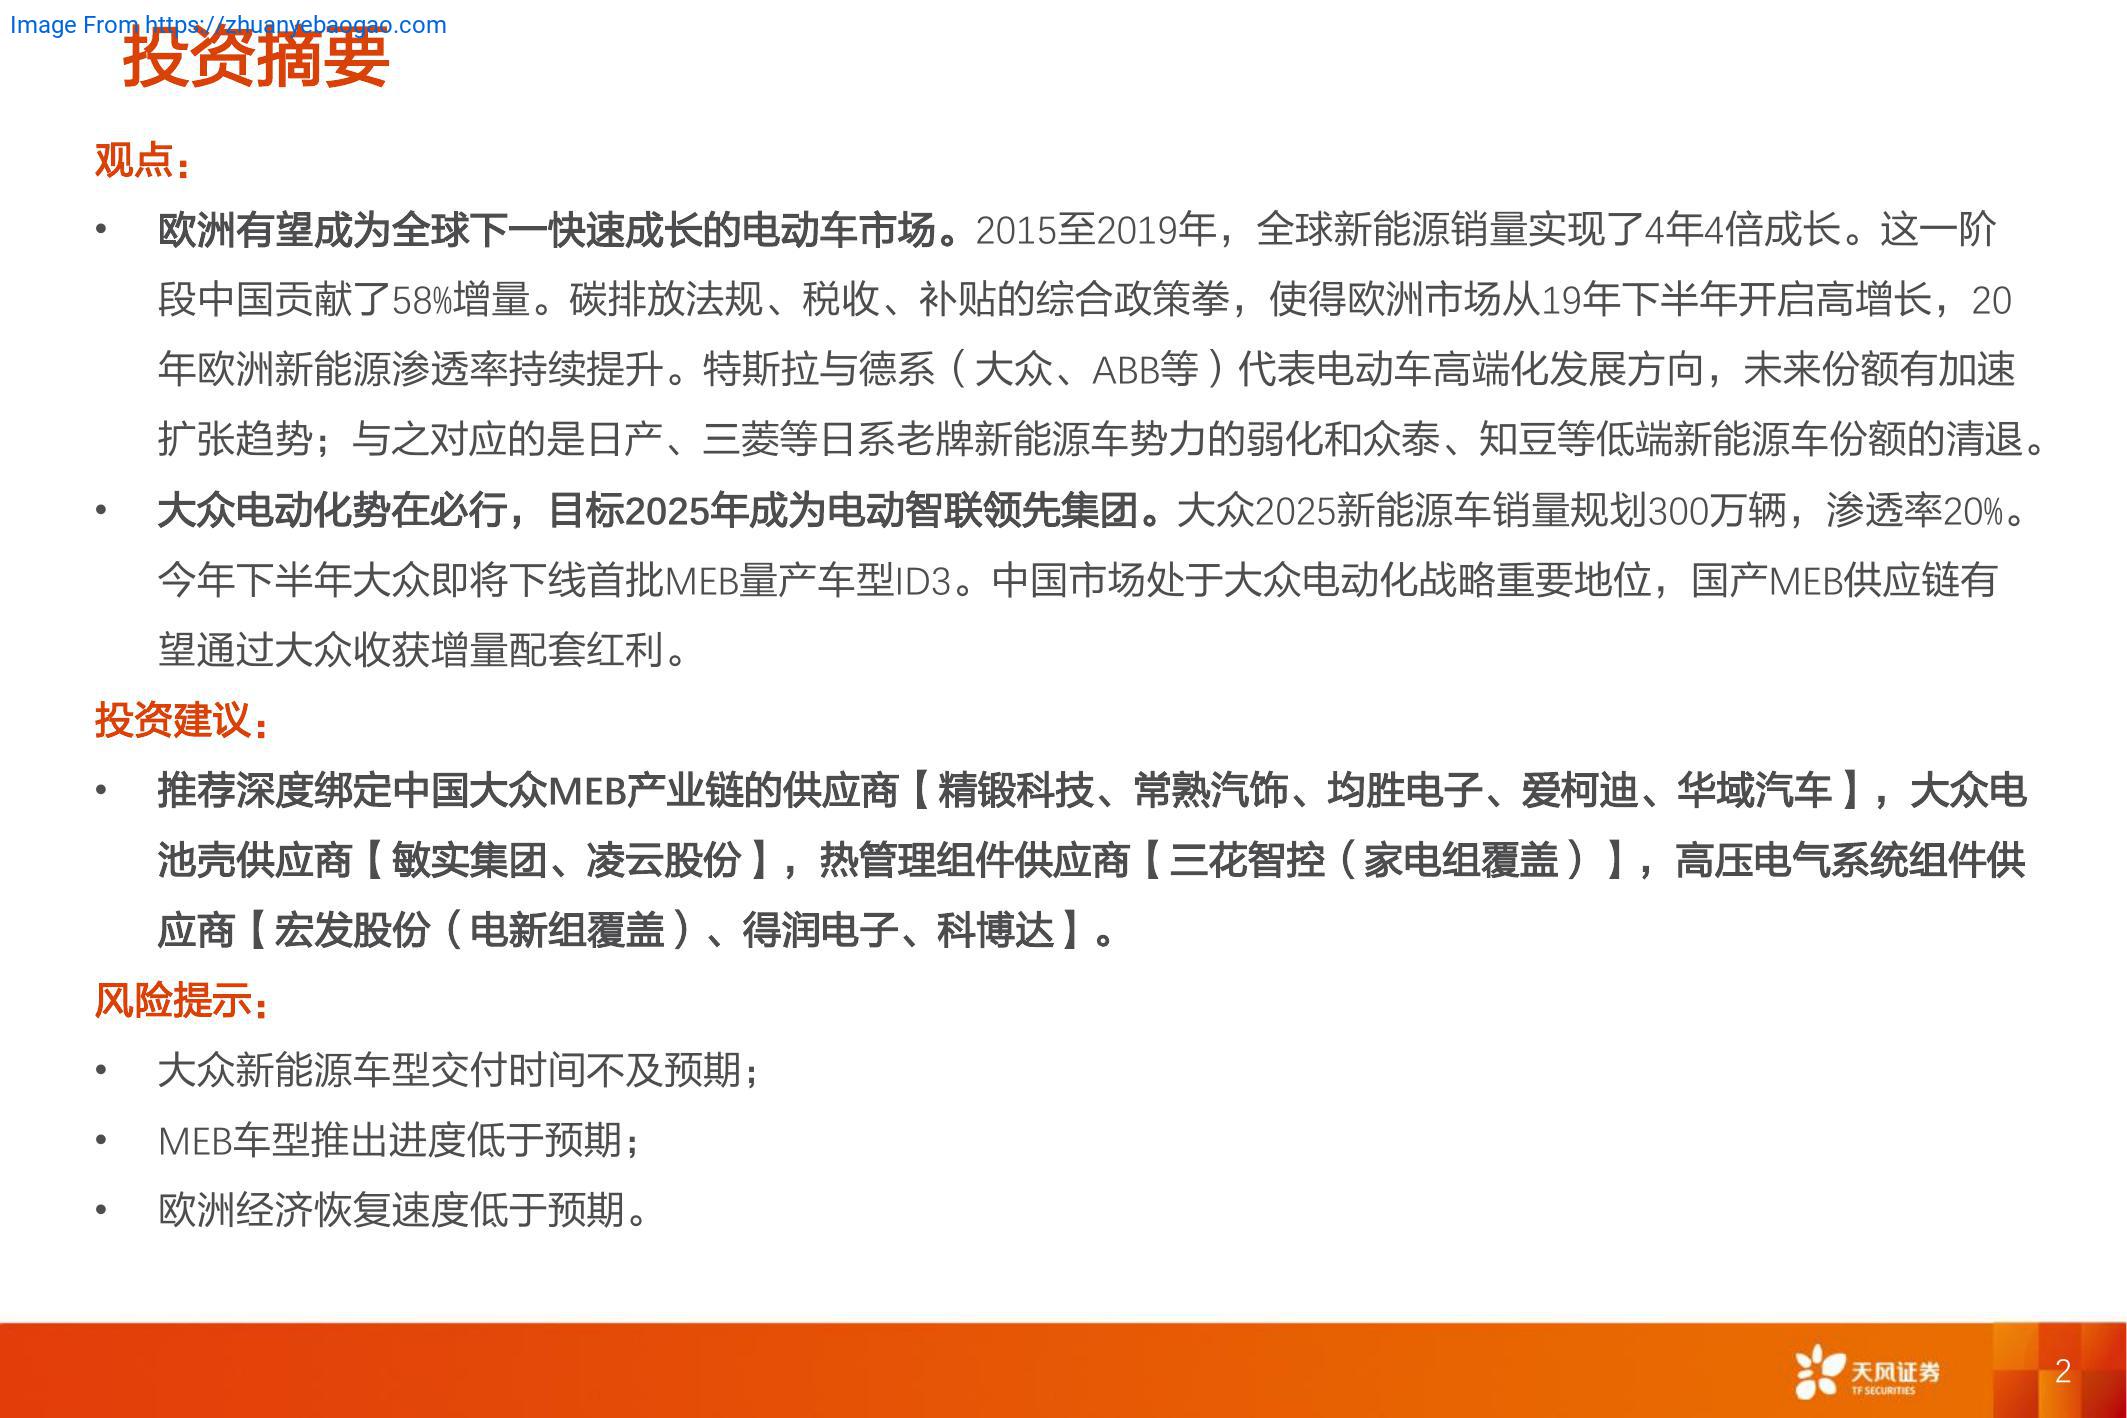 Image From https://zhuanyebaogao.com
投资摘要
观点：
• 欧洲有望成为全球下一快速成长的电动车市场。2015至2019年，全球新能源销量实现了4年4倍成长。这一阶
段中国贡献了58%增量。碳排放法规、税收、补贴的综合政策拳，使得欧洲市场从19年下半年开启高增长，20
年欧洲新能源渗透率持续提升。特斯拉与德系（大众、ABB等）代表电动车高端化发展方向，未来份额有加速
扩张趋势；与之对应的是日产、三菱等日系老牌新能源车势力的弱化和众泰、知豆等低端新能源车份额的清退。
• 大众电动化势在必行，目标2025年成为电动智联领先集团。大众2025新能源车销量规划300万辆，渗透率20%。
今年下半年大众即将下线首批MEB量产车型ID3。中国市场处于大众电动化战略重要地位，国产MEB供应链有
望通过大众收获增量配套红利。
投资建议：
• 推荐深度绑定中国大众MEB产业链的供应商【精锻科技、常熟汽饰、均胜电子、爱柯迪、华域汽车】，大众电
池壳供应商【敏实集团、凌云股份】，热管理组件供应商【三花智控（家电组覆盖）】，高压电气系统组件供
应商【宏发股份（电新组覆盖）、得润电子、科博达】。
风险提示：
• 大众新能源车型交付时间不及预期；
• MEB车型推出进度低于预期；
• 欧洲经济恢复速度低于预期。
天风证券
TF SECURITIES
2